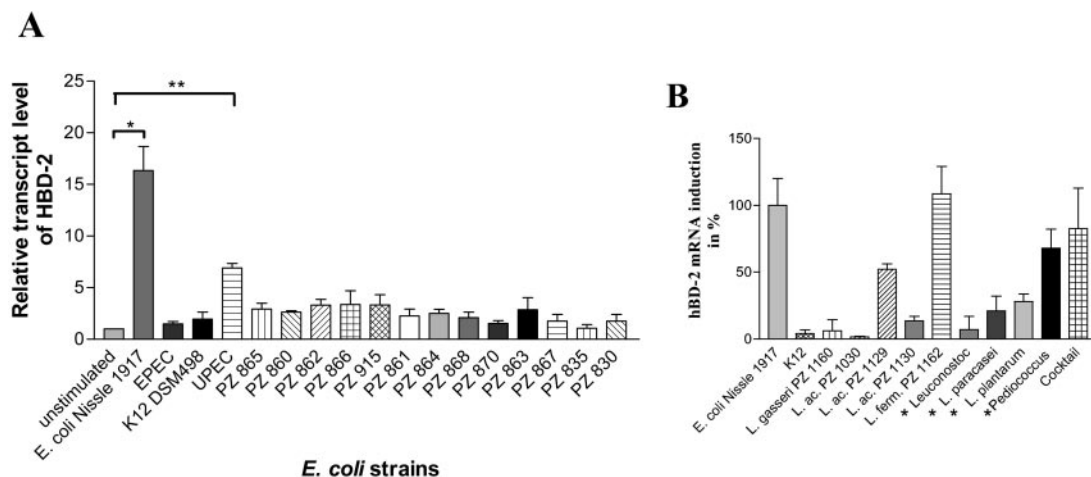 A
Relative transcript level
of HBD-2
25
20
15
10
5
0
**
*
unstimulated
E. coli Nissle 1917
EPEC
K12 DSM498
UPEC
PZ 865
PZ 860
PZ 862
PZ 866
PZ 915
PZ 861
PZ 864
PZ 868
PZ 870
PZ 863
PZ 867
PZ 835
PZ 830
E. coli strains
B
hBD-2 mRNA induction
in %
150
100
50
0
E. coli Nissle 1917
K12
L. gasseri PZ 1160
L. ac. PZ 1030
L. ac. PZ 1129
L. ac. PZ 1130
L. ferm. PZ 1162
* Leuconostoc
* L. paracasei
* L. plantarum
*Pediococcus
Cocktail